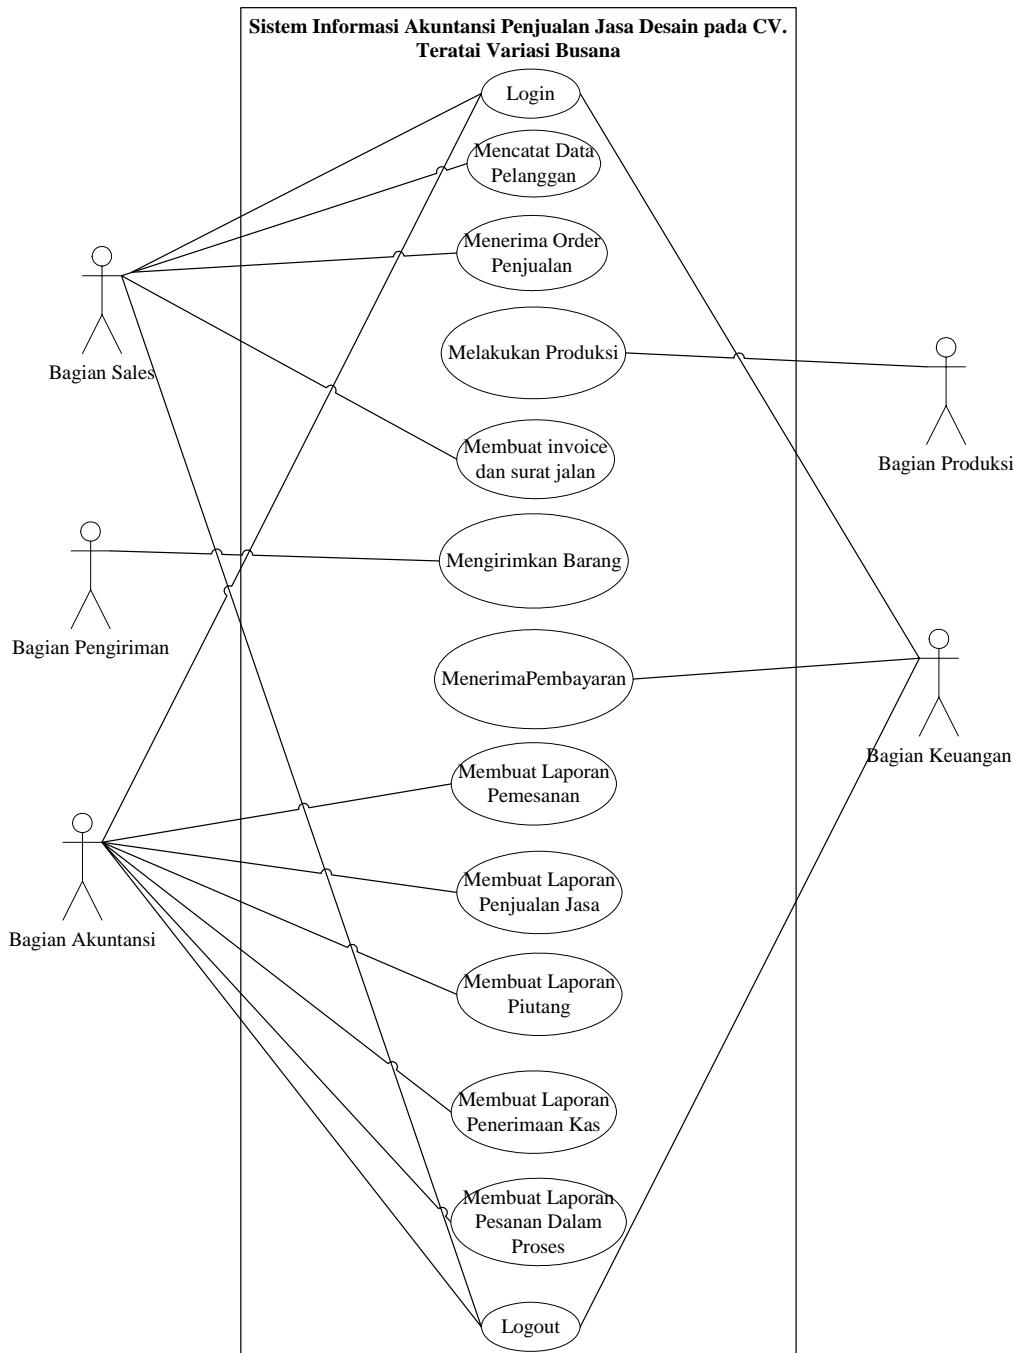 Sistem Informasi Akuntansi Penjualan Jasa Desain pada CV.
Teratai Variasi Busana
Login
Mencatat Data
Pelanggan
Menerima Order
Penjualan
Bagian Sales
Melakukan Produksi
Bagian Produksi
Membuat invoice
dan surat jalan
Mengirimkan Barang
Bagian Pengiriman
MenerimaPembayaran
Bagian Keuangan
Membuat Laporan
Pemesanan
Membuat Laporan
Penjualan Jasa
Bagian Akuntansi
Membuat Laporan
Piutang
Membuat Laporan
Penerimaan Kas
Membuat Laporan
Pesanan Dalam
Proses
Logout